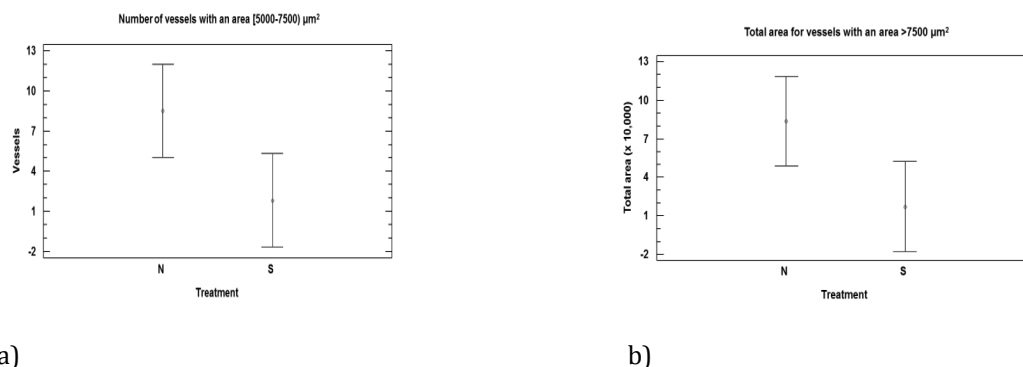 Number of vessels with an area [5000-7500) µm²
13
10
7
4
1
-2
Vessels
N S
Treatment
a)
Total area for vessels with an area >7500 µm²
13
10
7
4
1
-2
Total area (x 10,000)
N S
Treatment
b)